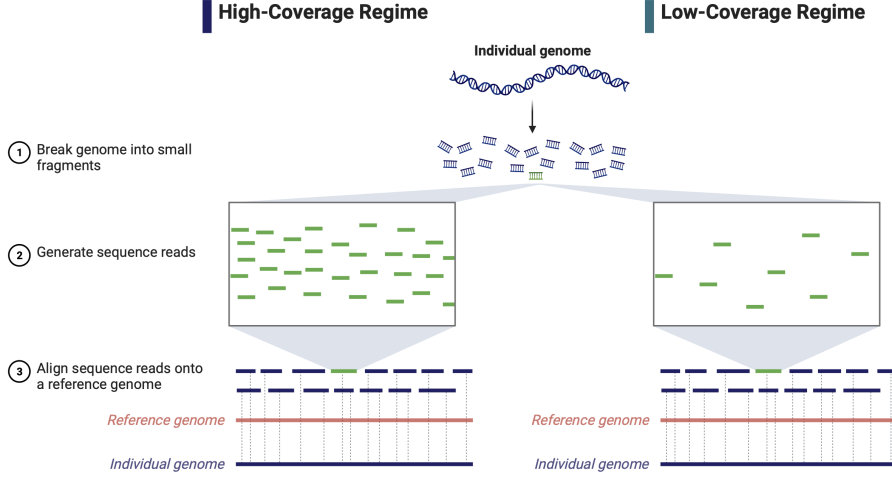 High-Coverage Regime
Low-Coverage Regime
Individual genome
1 Break genome into small
fragments
2 Generate sequence reads
3 Align sequence reads onto
a reference genome
Reference genome
Reference genome
Individual genome
Individual genome